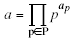 a = ∏_{p∈P} p^{a_p}